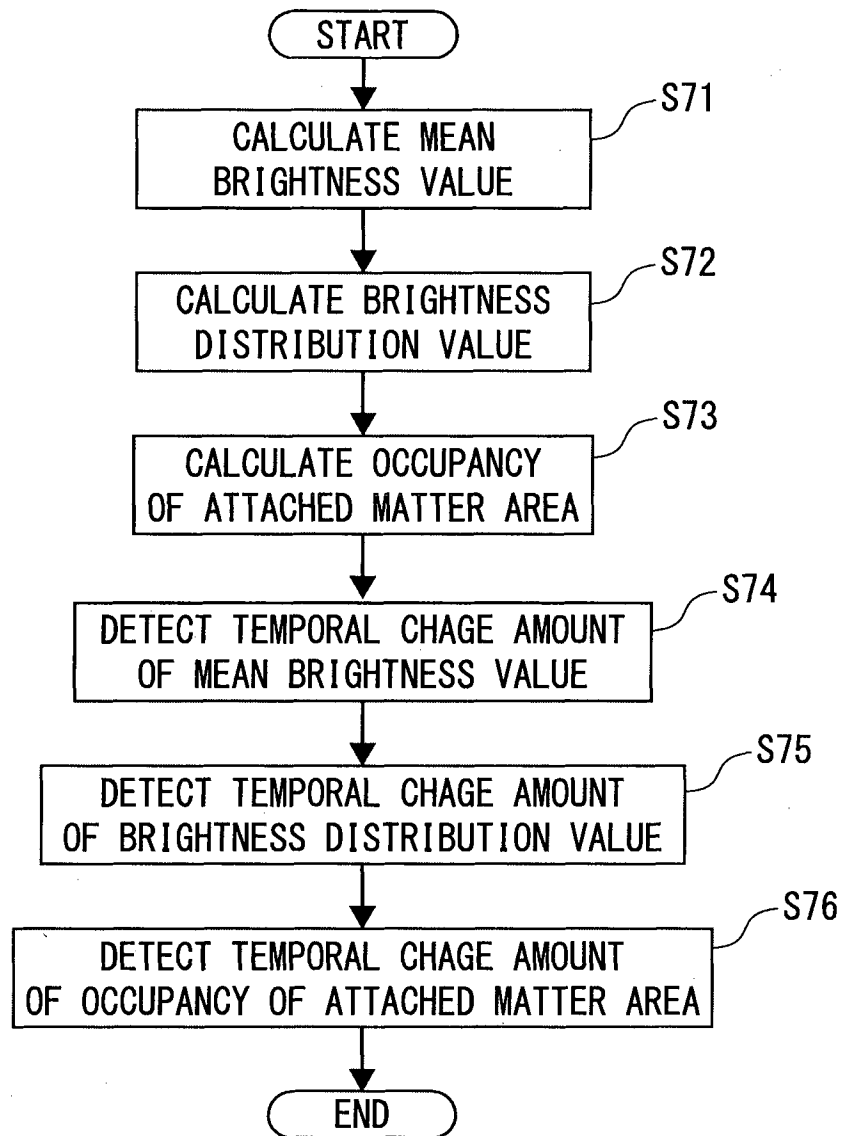 START
S71
CALCULATE MEAN
BRIGHTNESS VALUE
S72
CALCULATE BRIGHTNESS
DISTRIBUTION VALUE
S73
CALCULATE OCCUPANCY
OF ATTACHED MATTER AREA
S74
DETECT TEMPORAL CHAGE AMOUNT
OF MEAN BRIGHTNESS VALUE
S75
DETECT TEMPORAL CHAGE AMOUNT
OF BRIGHTNESS DISTRIBUTION VALUE
S76
DETECT TEMPORAL CHAGE AMOUNT
OF OCCUPANCY OF ATTACHED MATTER AREA
END